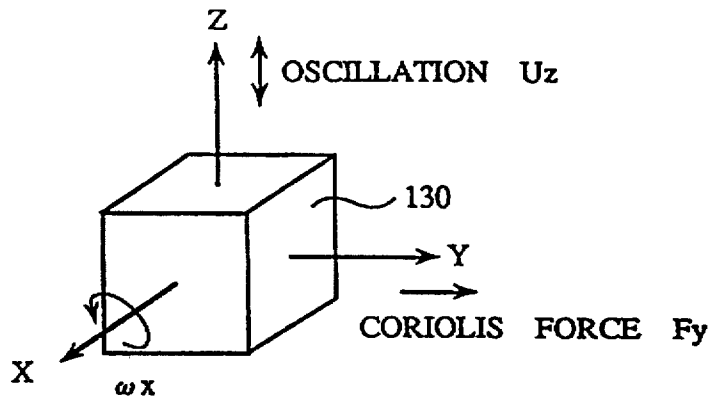 Z
OSCILLATION Uz
130
Y
CORIOLIS FORCE Fy
X
ωx